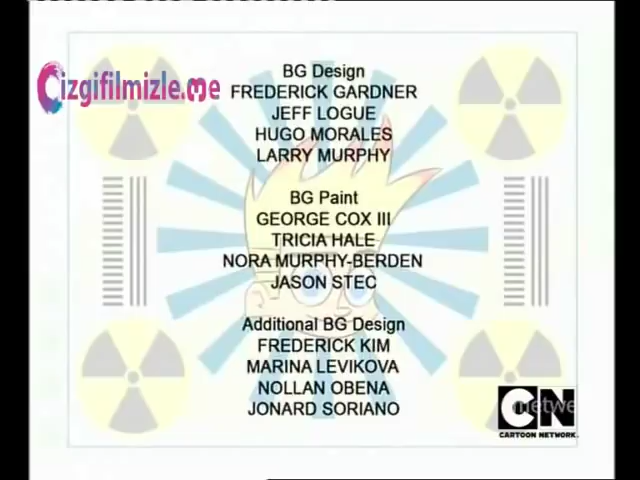 BG Design
Çizgifilmizle.me
FREDERICK GARDNER
JEFF LOGUE
HUGO MORALES
LARRY MURPHY
BG Paint
GEORGE COX III
TRICIA HALE
NORA MURPHY-BERDEN
JASON STEC
Additional BG Design
FREDERICK KIM
MARINA LEVIKOVA
NOLLAN OBENA
JONARD SORIANO
CN
CARTOON NETWORK